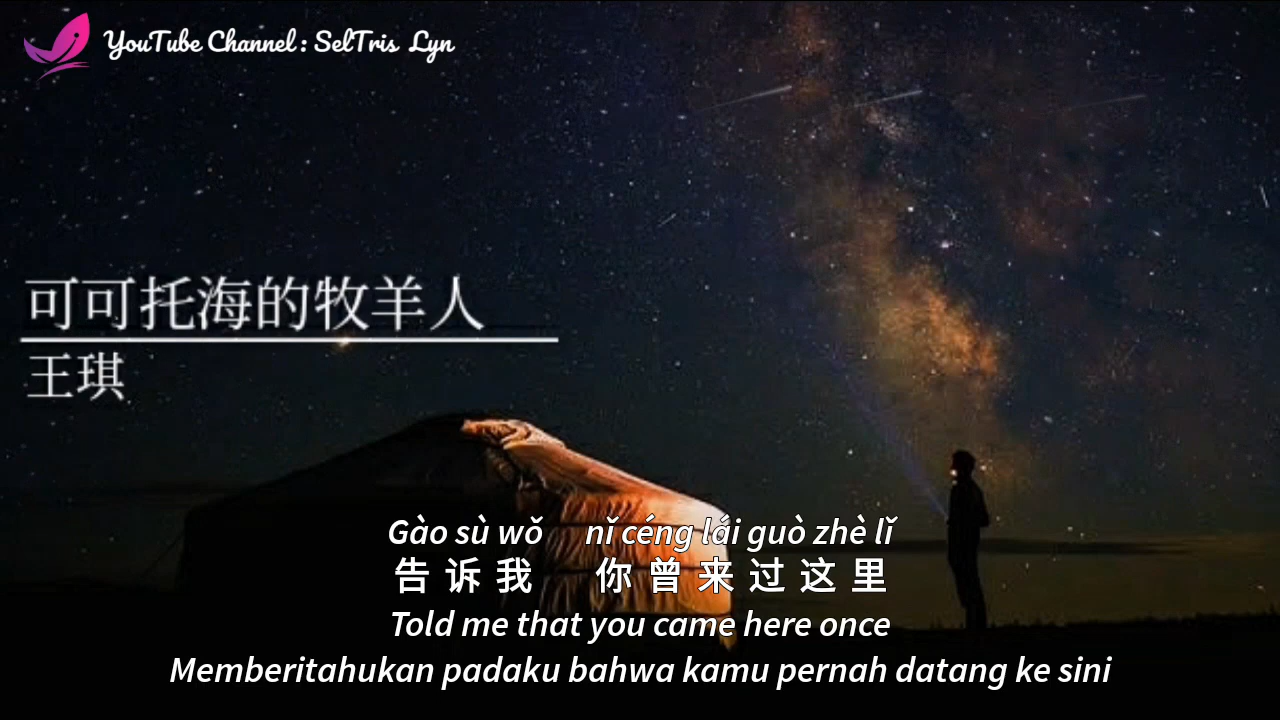 YouTube Channel : SelTris Lyn
可可托海的牧羊人
王琪
Gào sù wǒ nǐ céng lái guò zhè lǐ
告诉我 你曾来过这里
Told me that you came here once
Memberitahukan padaku bahwa kamu pernah datang ke sini